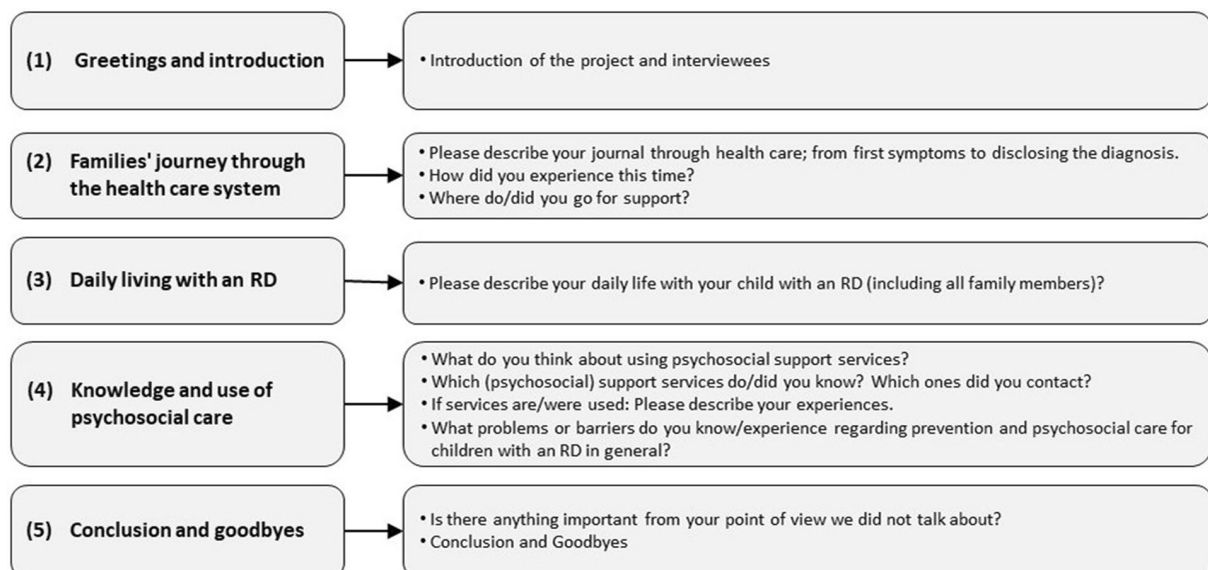 (1) Greetings and introduction
• Introduction of the project and interviewees
(2) Families' journey through
the health care system
• Please describe your journal through health care; from first symptoms to disclosing the diagnosis.
• How did you experience this time?
• Where do/did you go for support?
(3) Daily living with an RD
• Please describe your daily life with your child with an RD (including all family members)?
(4) Knowledge and use of
psychosocial care
• What do you think about using psychosocial support services?
• Which (psychosocial) support services do/did you know? Which ones did you contact?
• If services are/were used: Please describe your experiences.
• What problems or barriers do you know/experience regarding prevention and psychosocial care for
children with an RD in general?
(5) Conclusion and goodbyes
• Is there anything important from your point of view we did not talk about?
• Conclusion and Goodbyes